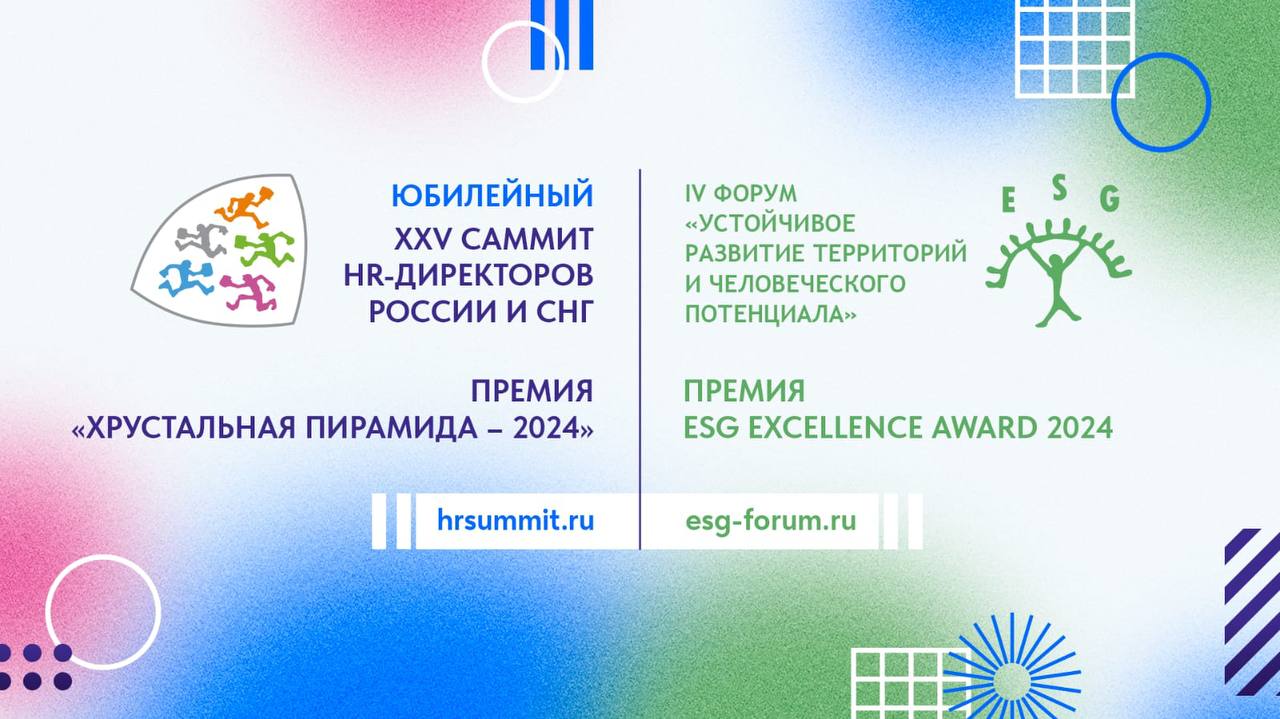 ЮБИЛЕЙНЫЙ
XXV САММИТ
HR-ДИРЕКТОРОВ
РОССИИ И СНГ
ПРЕМИЯ
«ХРУСТАЛЬНАЯ ПИРАМИДА – 2024»
hrsummit.ru
IV ФОРУМ
«УСТОЙЧИВОЕ
РАЗВИТИЕ ТЕРРИТОРИЙ
И ЧЕЛОВЕЧЕСКОГО
ПОТЕНЦИАЛА»
ESG
ПРЕМИЯ
ESG EXCELLENCE AWARD 2024
esg-forum.ru